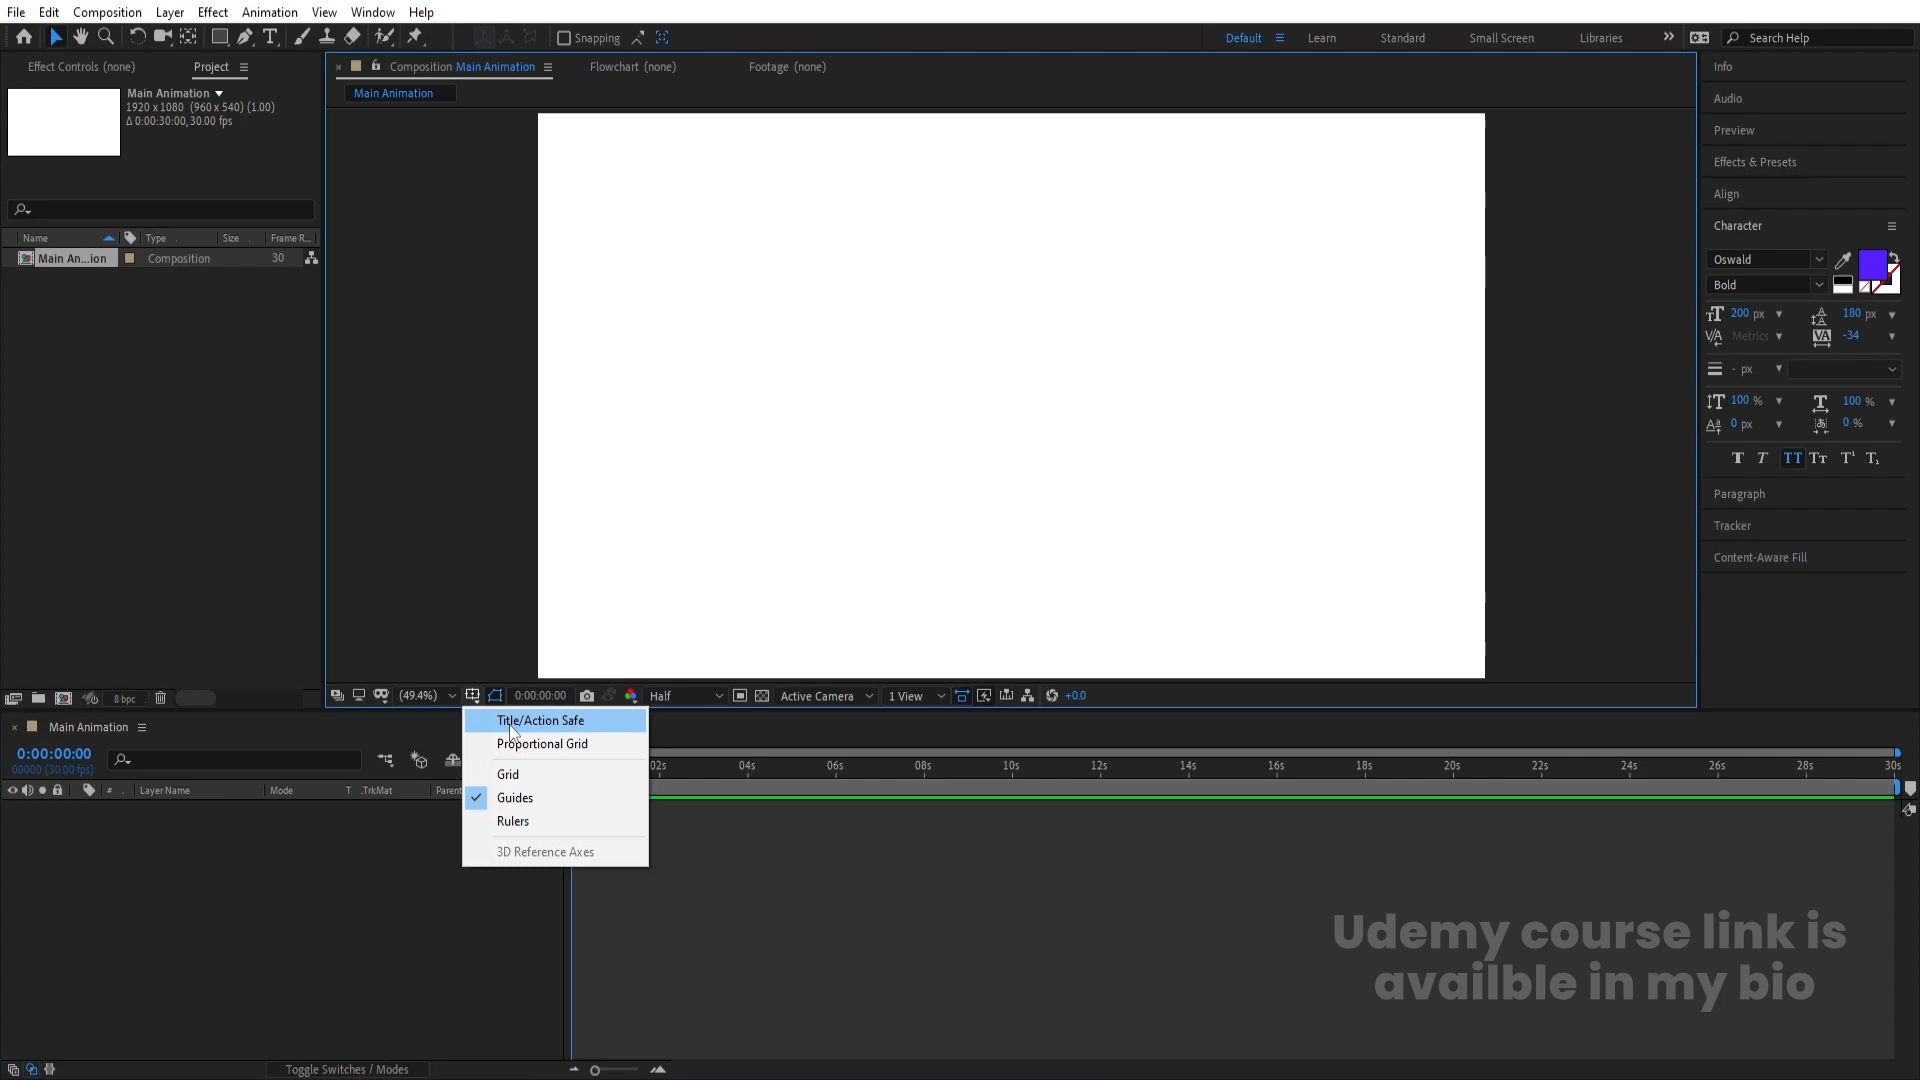 File Edit Composition Layer Effect Animation View Window Help
Snapping Default Learn Standard Small Screen Libraries Search Help
Effect Controls (none) Project
Composition Main Animation Flowchart (none) Footage (none)
Main Animation
Main Animation
1920 x 1080 (960 x 540) (1.00)
Δ 0:00:30:00, 30.00 fps
Name Type Size Frame R...
Main An...ion Composition 30
8 bpc
(49.4%) 0:00:00:00 Half Active Camera 1 View +0.0
Info
Audio
Preview
Effects & Presets
Align
Character
Oswald
Bold
200 px 180 px
Metrics -34
- px
100 % 100 %
0 px 0 %
Paragraph
Tracker
Content-Aware Fill
Main Animation
0:00:00:00
00000 (30.00 fps)
# Layer Name Mode T .TrkMat Parent
Title/Action Safe
Proportional Grid
Grid
Guides
Rulers
3D Reference Axes
02s 04s 06s 08s 10s 12s 14s 16s 18s 20s 22s 24s 26s 28s 30s
Udemy course link is
availble in my bio
Toggle Switches / Modes